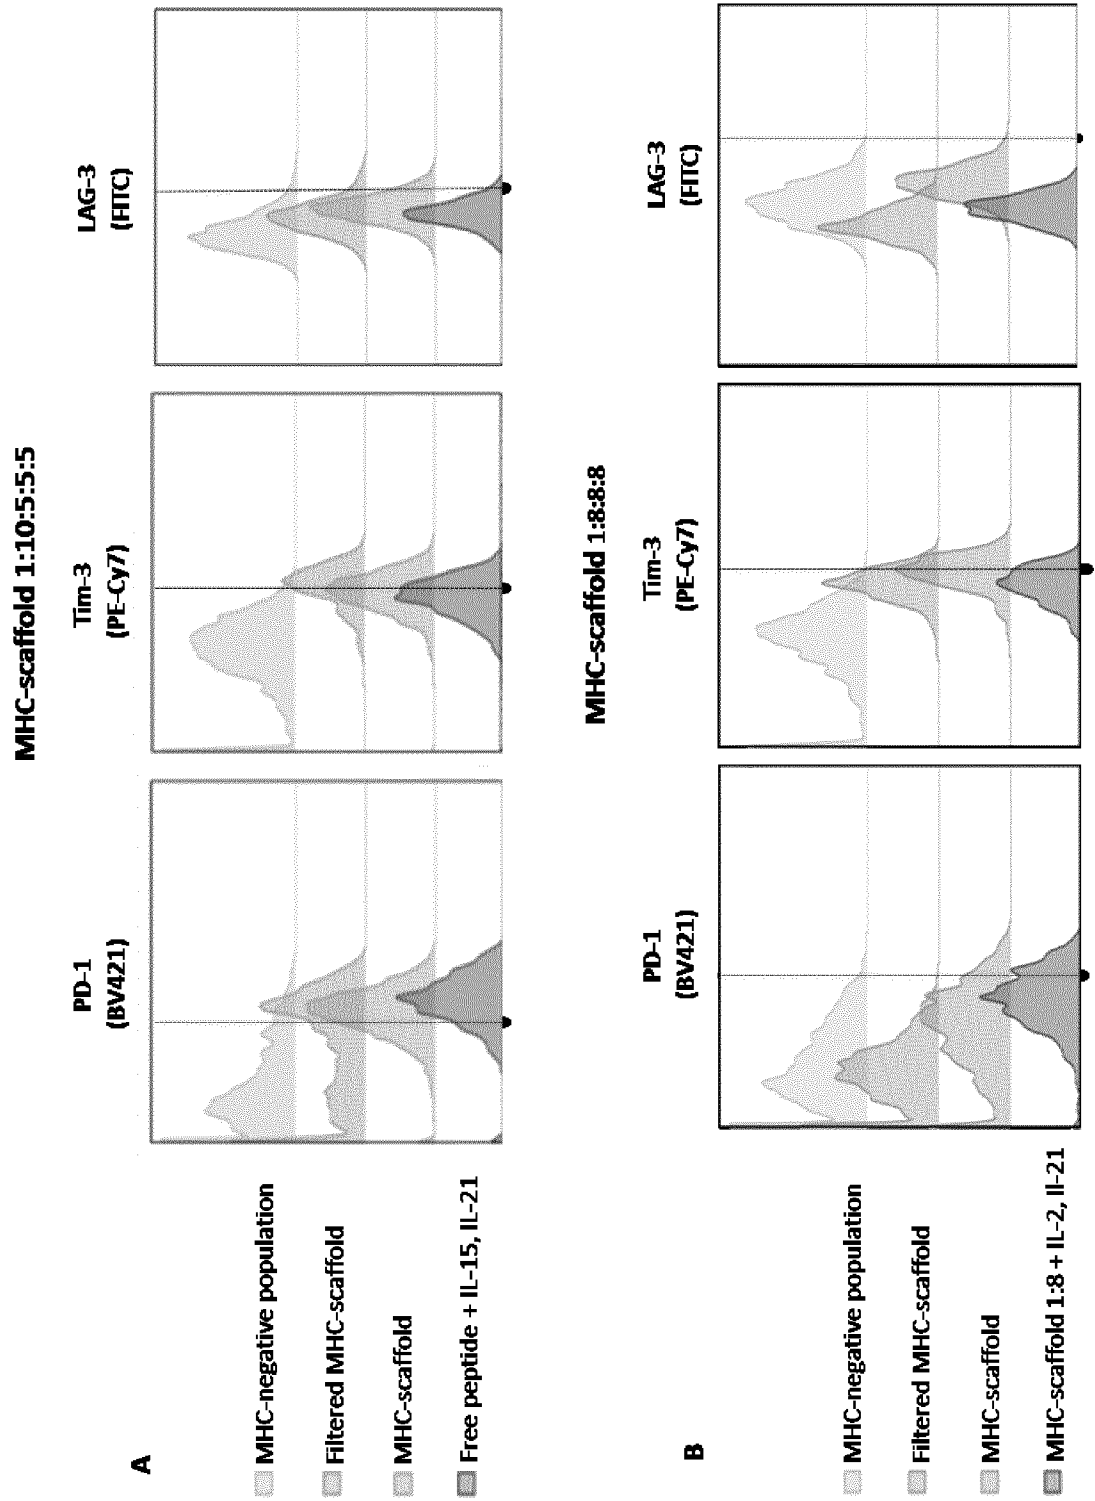 A
MHC-scaffold 1:10:5:5:5
PD-1
(BV421)
Tim-3
(PE-Cy7)
LAG-3
(FITC)
MHC-negative population
Filtered MHC-scaffold
MHC-scaffold
Free peptide + IL-15, IL-21
B
MHC-scaffold 1:8:8:8
PD-1
(BV421)
Tim-3
(PE-Cy7)
LAG-3
(FITC)
MHC-negative population
Filtered MHC-scaffold
MHC-scaffold
MHC-scaffold 1:8 + IL-2, Il-21